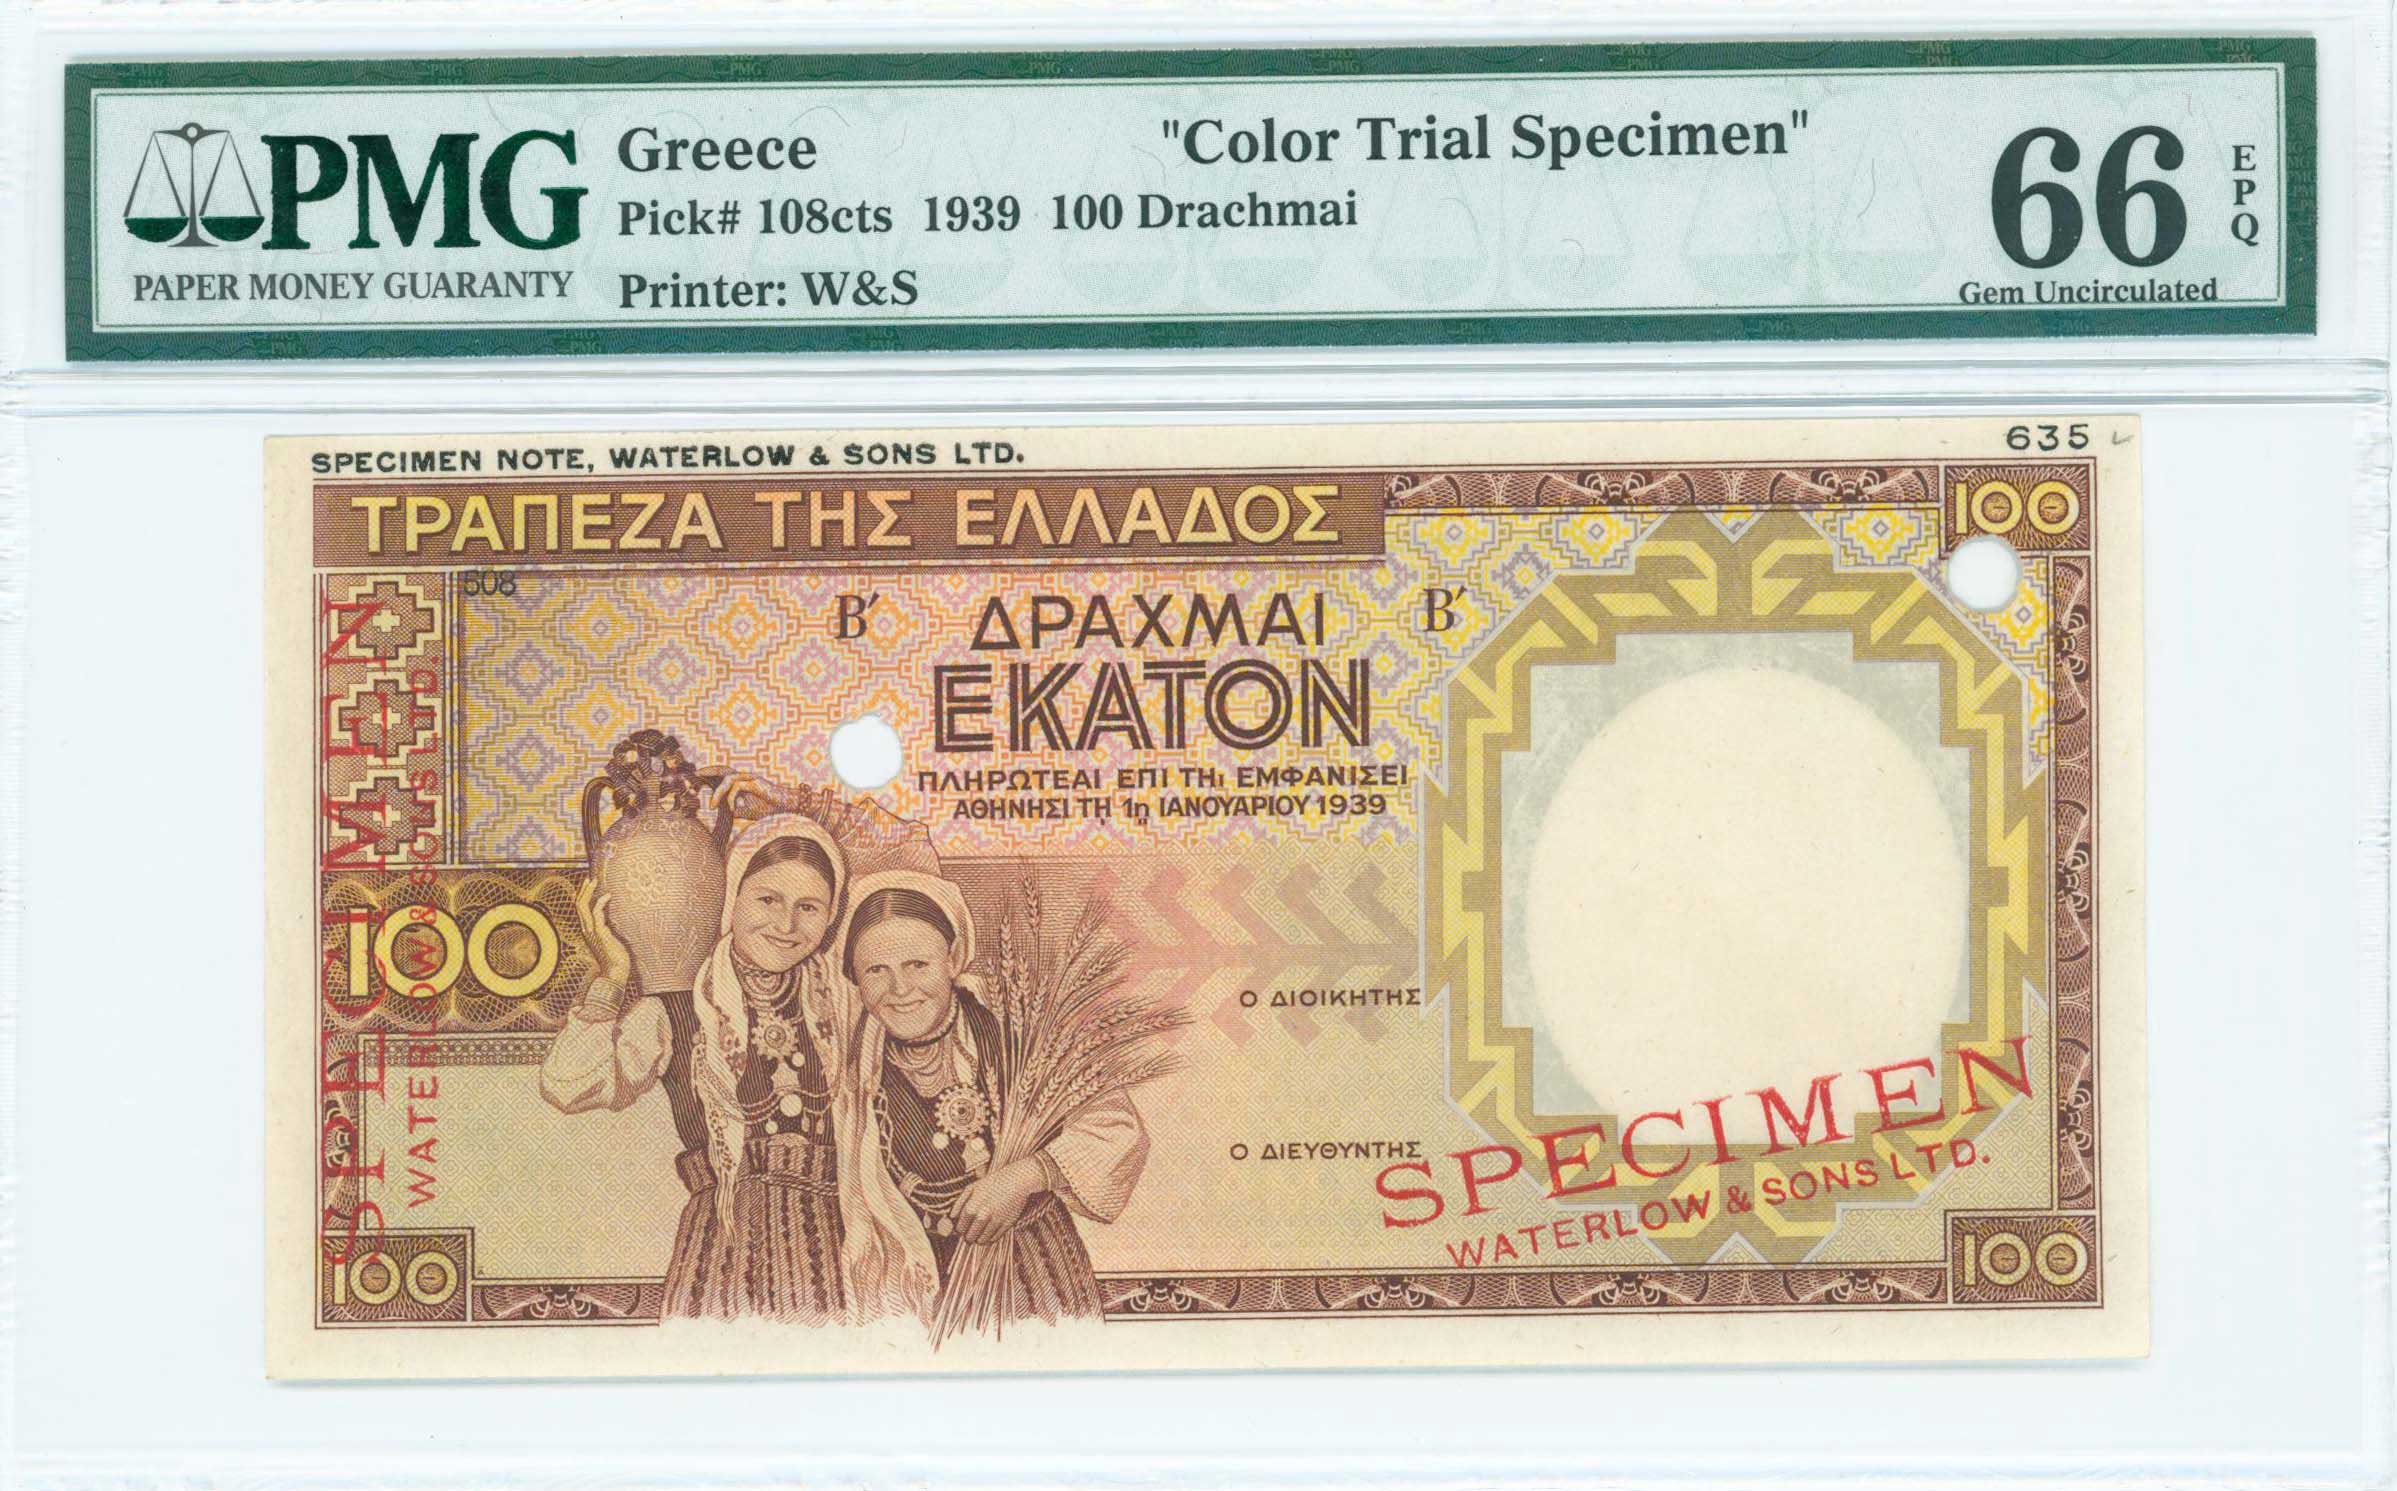 PMG
PAPER MONEY GUARANTY
Greece "Color Trial Specimen"
Pick# 108cts 1939 100 Drachmai
Printer: W&S
66
EPQ
Gem Uncirculated
SPECIMEN NOTE, WATERLOW & SONS LTD.
635
ΤΡΑΠΕΖΑ ΤΗΣ ΕΛΛΑΔΟΣ
100
508
Β′ ΔΡΑΧΜΑΙ Β′
ΕΚΑΤΟΝ
ΠΛΗΡΩΤΕΑΙ ΕΠΙ ΤΗι ΕΜΦΑΝΙΣΕΙ
ΑΘΗΝΗΣΙ ΤΗ 1η ΙΑΝΟΥΑΡΙΟΥ 1939
SPECIMEN
WATERLOW & SONS LTD.
100
Ο ΔΙΟΙΚΗΤΗΣ
Ο ΔΙΕΥΘΥΝΤΗΣ
SPECIMEN
WATERLOW & SONS LTD.
100
100